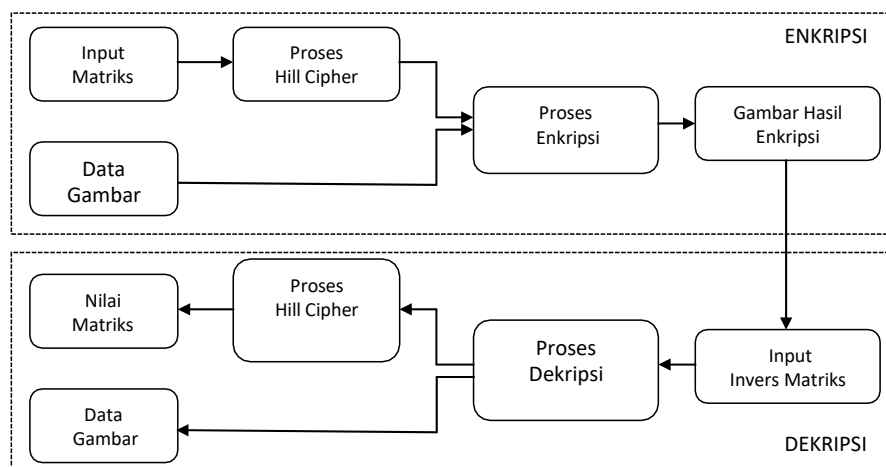 ENKRIPSI
Input
Matriks
Proses
Hill Cipher
Proses
Enkripsi
Gambar Hasil
Enkripsi
Data
Gambar
Nilai
Matriks
Proses
Hill Cipher
Proses
Dekripsi
Input
Invers Matriks
Data
Gambar
DEKRIPSI